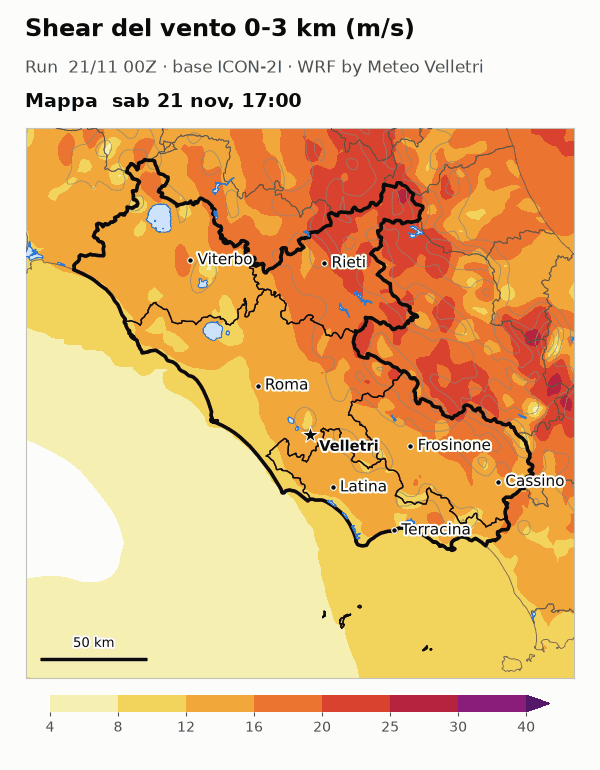 Shear del vento 0-3 km (m/s)
Run  21/11 00Z · base ICON-2I · WRF by Meteo Velletri
Mappa  sab 21 nov, 17:00
Viterbo
Rieti
Roma
Velletri
Frosinone
Latina
Cassino
Terracina
50 km
4 8 12 16 20 25 30 40